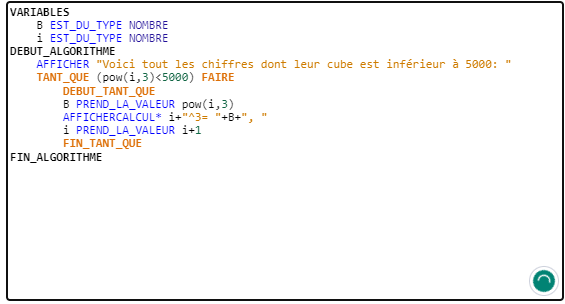 VARIABLES
B EST_DU_TYPE NOMBRE
i EST_DU_TYPE NOMBRE
DEBUT_ALGORITHME
AFFICHER "Voici tout les chiffres dont leur cube est inférieur à 5000: "
TANT_QUE (pow(i,3)<5000) FAIRE
DEBUT_TANT_QUE
B PREND_LA_VALEUR pow(i,3)
AFFICHERCALCUL* i+"^3= "+B+", "
i PREND_LA_VALEUR i+1
FIN_TANT_QUE
FIN_ALGORITHME